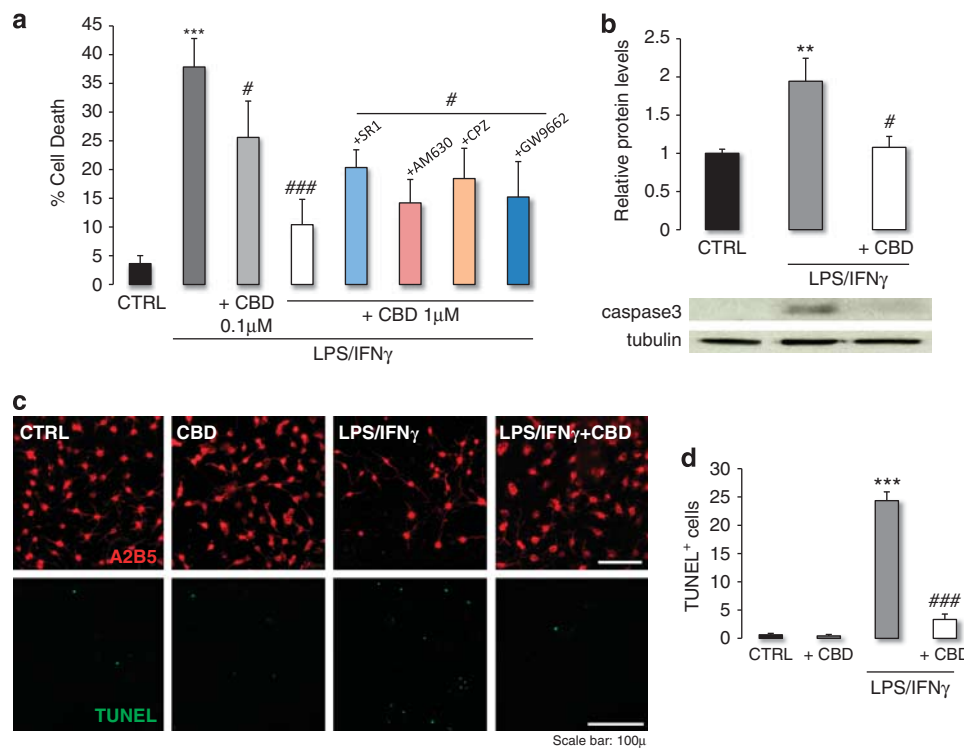 a
45
40
35
30
25
20
15
10
5
0
% Cell Death
***
#
###
#
+SR1
+AM630
+CPZ
+GW9662
CTRL
+ CBD
0.1μM
+ CBD 1μM
LPS/IFNγ
b
2.5
2
1.5
1
0.5
0
Relative protein levels
**
#
CTRL
+ CBD
LPS/IFNγ
caspase3
tubulin
c
CTRL
CBD
LPS/IFNγ
LPS/IFNγ+CBD
A2B5
TUNEL
Scale bar: 100μ
d
30
25
20
15
10
5
0
TUNEL+ cells
***
###
CTRL
+ CBD
+ CBD
LPS/IFNγ